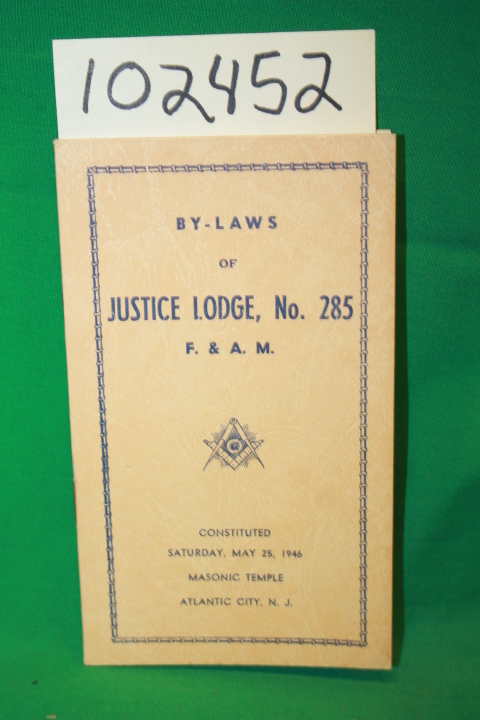 102452
BY-LAWS
OF
JUSTICE LODGE, No. 285
F. & A. M.
G
CONSTITUTED
SATURDAY, MAY 25, 1946
MASONIC TEMPLE
ATLANTIC CITY, N. J.